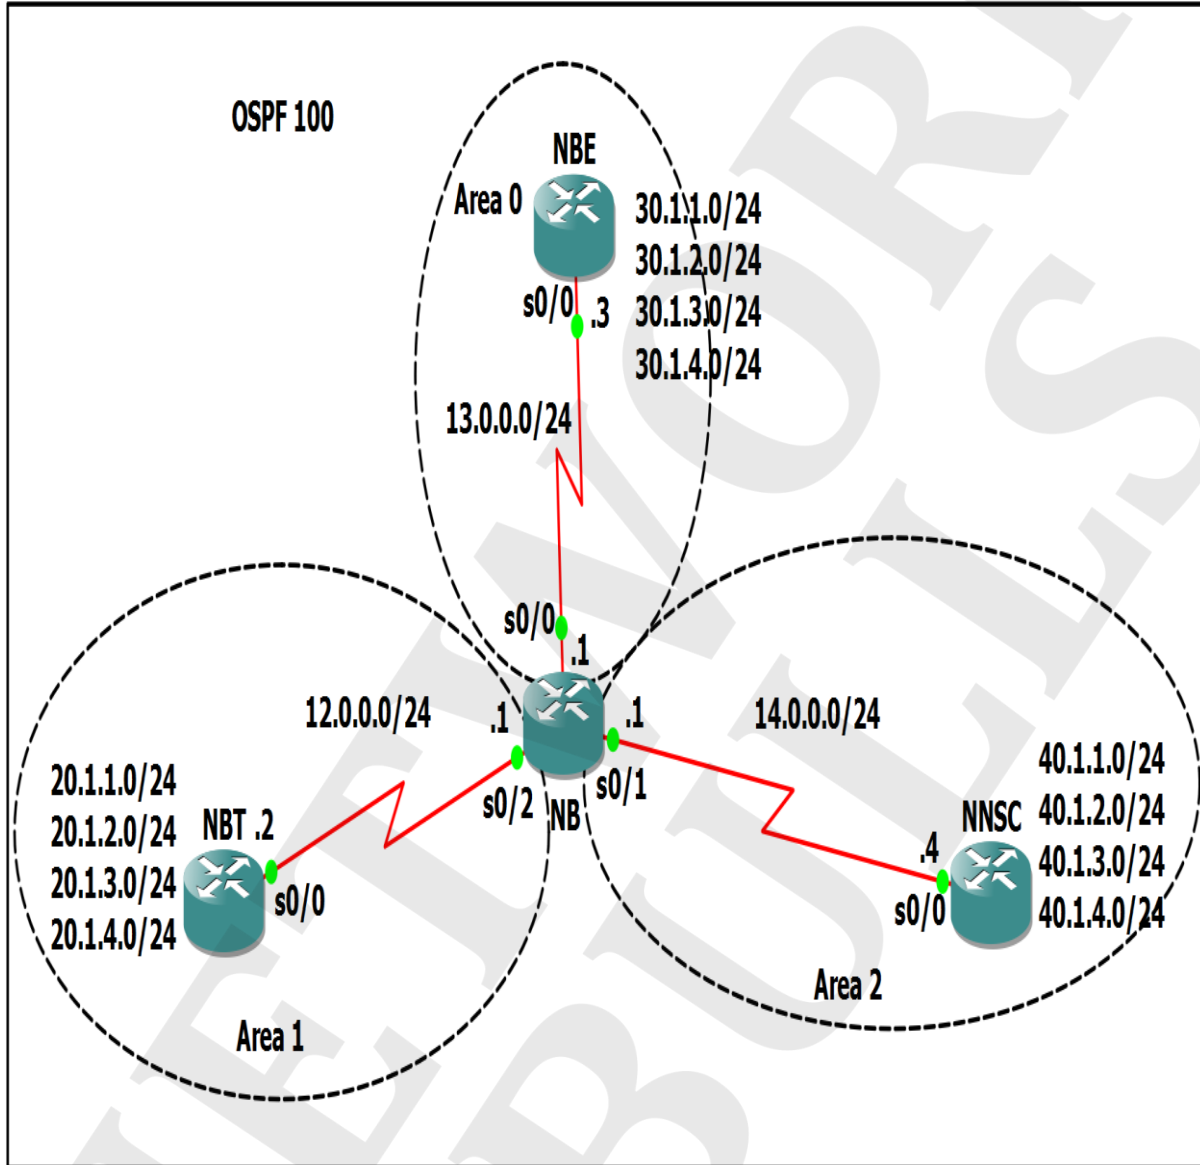 OSPF 100
NBE
Area 0
30.1.1.0/24
30.1.2.0/24
30.1.3.0/24
30.1.4.0/24
s0/0
.3
13.0.0.0/24
s0/0
.1
12.0.0.0/24
.1
.1
14.0.0.0/24
s0/2
NB
s0/1
20.1.1.0/24
20.1.2.0/24
20.1.3.0/24
20.1.4.0/24
NBT .2
s0/0
Area 1
NNSC
.4
s0/0
40.1.1.0/24
40.1.2.0/24
40.1.3.0/24
40.1.4.0/24
Area 2
NETWORK
BULLS